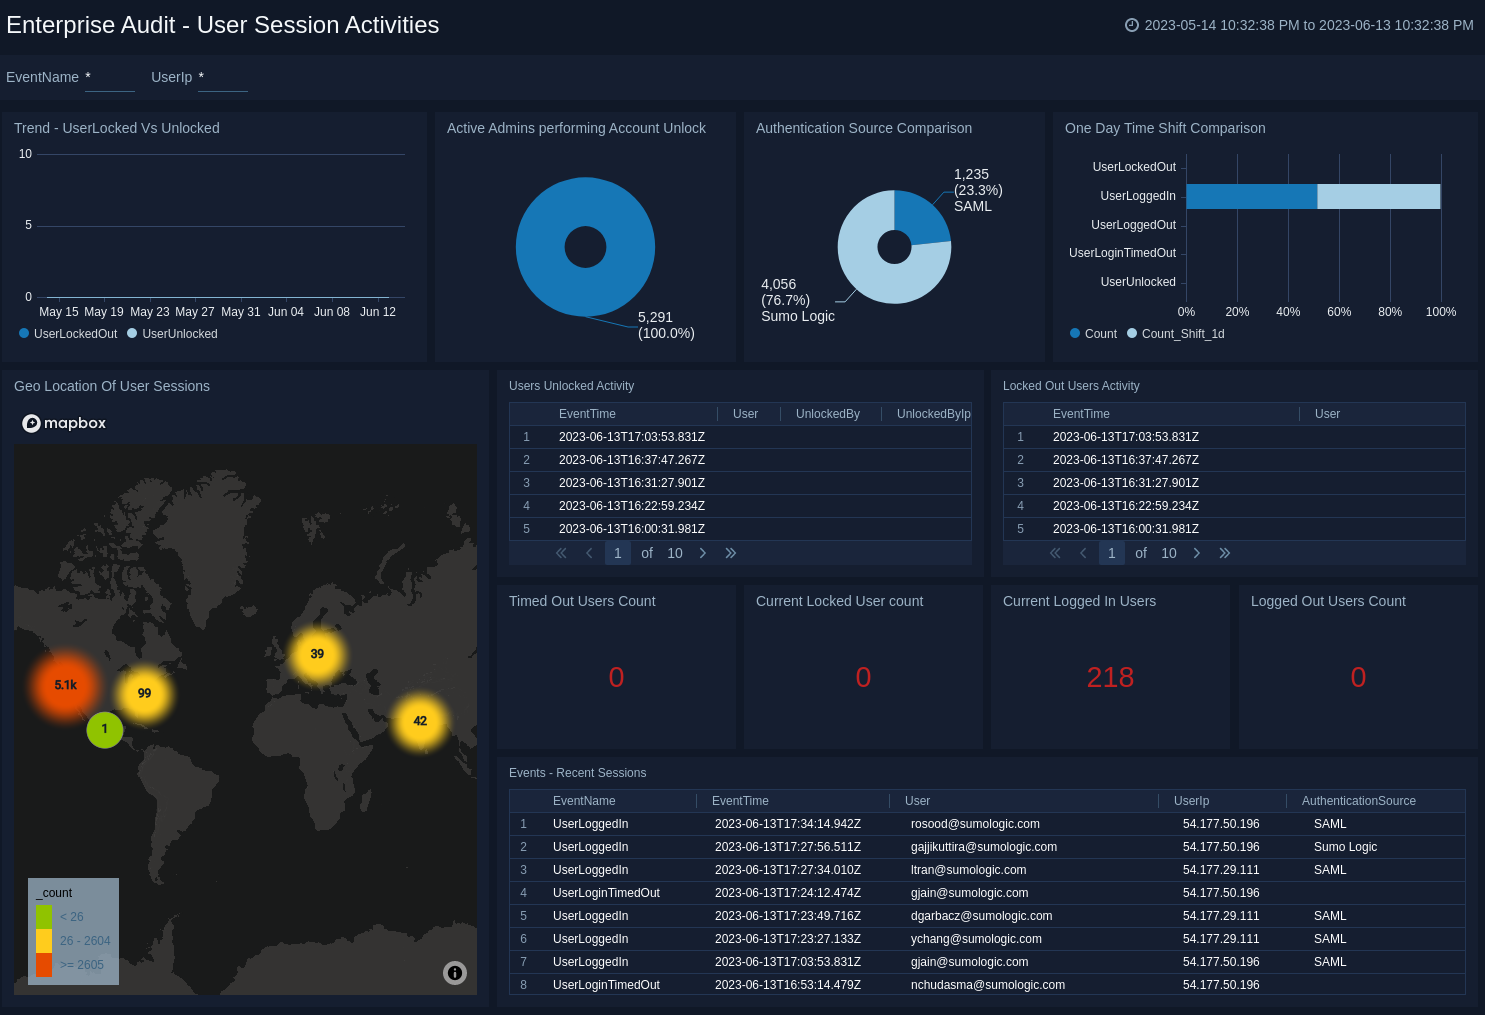 Enterprise Audit - User Session Activities
2023-05-14 10:32:38 PM to 2023-06-13 10:32:38 PM
EventName * UserIp *
Trend - UserLocked Vs Unlocked
10
5
0
May 15 May 19 May 23 May 27 May 31 Jun 04 Jun 08 Jun 12
UserLockedOut UserUnlocked
Active Admins performing Account Unlock
5,291
(100.0%)
Authentication Source Comparison
1,235
(23.3%)
SAML
4,056
(76.7%)
Sumo Logic
One Day Time Shift Comparison
UserLockedOut
UserLoggedIn
UserLoggedOut
UserLoginTimedOut
UserUnlocked
0% 20% 40% 60% 80% 100%
Count Count_Shift_1d
Geo Location Of User Sessions
mapbox
39
5.1k
99
42
1
_count
< 26
26 - 2604
>= 2605
Users Unlocked Activity
EventTime User UnlockedBy UnlockedByIp
1 2023-06-13T17:03:53.831Z
2 2023-06-13T16:37:47.267Z
3 2023-06-13T16:31:27.901Z
4 2023-06-13T16:22:59.234Z
5 2023-06-13T16:00:31.981Z
1 of 10
Locked Out Users Activity
EventTime User
1 2023-06-13T17:03:53.831Z
2 2023-06-13T16:37:47.267Z
3 2023-06-13T16:31:27.901Z
4 2023-06-13T16:22:59.234Z
5 2023-06-13T16:00:31.981Z
1 of 10
Timed Out Users Count
0
Current Locked User count
0
Current Logged In Users
218
Logged Out Users Count
0
Events - Recent Sessions
EventName EventTime User UserIp AuthenticationSource
1 UserLoggedIn 2023-06-13T17:34:14.942Z rosood@sumologic.com 54.177.50.196 SAML
2 UserLoggedIn 2023-06-13T17:27:56.511Z gajjikuttira@sumologic.com 54.177.50.196 Sumo Logic
3 UserLoggedIn 2023-06-13T17:27:34.010Z ltran@sumologic.com 54.177.29.111 SAML
4 UserLoginTimedOut 2023-06-13T17:24:12.474Z gjain@sumologic.com 54.177.50.196
5 UserLoggedIn 2023-06-13T17:23:49.716Z dgarbacz@sumologic.com 54.177.29.111 SAML
6 UserLoggedIn 2023-06-13T17:23:27.133Z ychang@sumologic.com 54.177.29.111 SAML
7 UserLoggedIn 2023-06-13T17:03:53.831Z gjain@sumologic.com 54.177.50.196 SAML
8 UserLoginTimedOut 2023-06-13T16:53:14.479Z nchudasma@sumologic.com 54.177.50.196